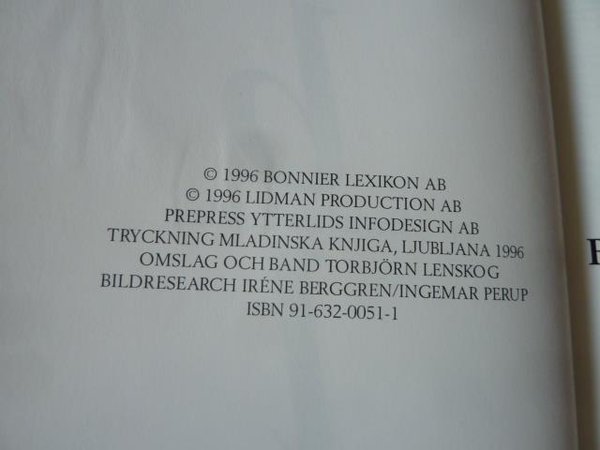 © 1996 BONNIER LEXIKON AB
© 1996 LIDMAN PRODUCTION AB
PREPRESS YTTERLIDS INFODESIGN AB
TRYCKNING MLADINSKA KNJIGA, LJUBLJANA 1996
OMSLAG OCH BAND TORBJÖRN LENSKOG
BILDRESEARCH IRÉNE BERGGREN/INGEMAR PERUP
ISBN 91-632-0051-1